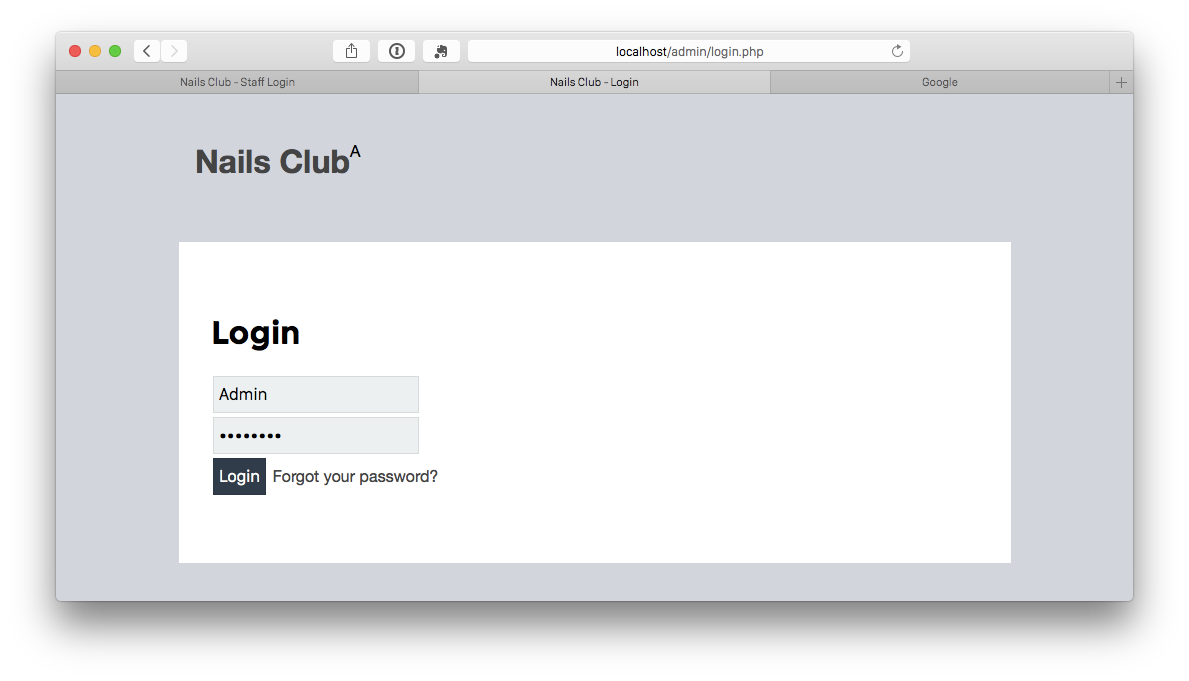 localhost/admin/login.php
Nails Club - Staff Login
Nails Club - Login
Google
Nails Club A
Login
Admin
••••••••
Login Forgot your password?